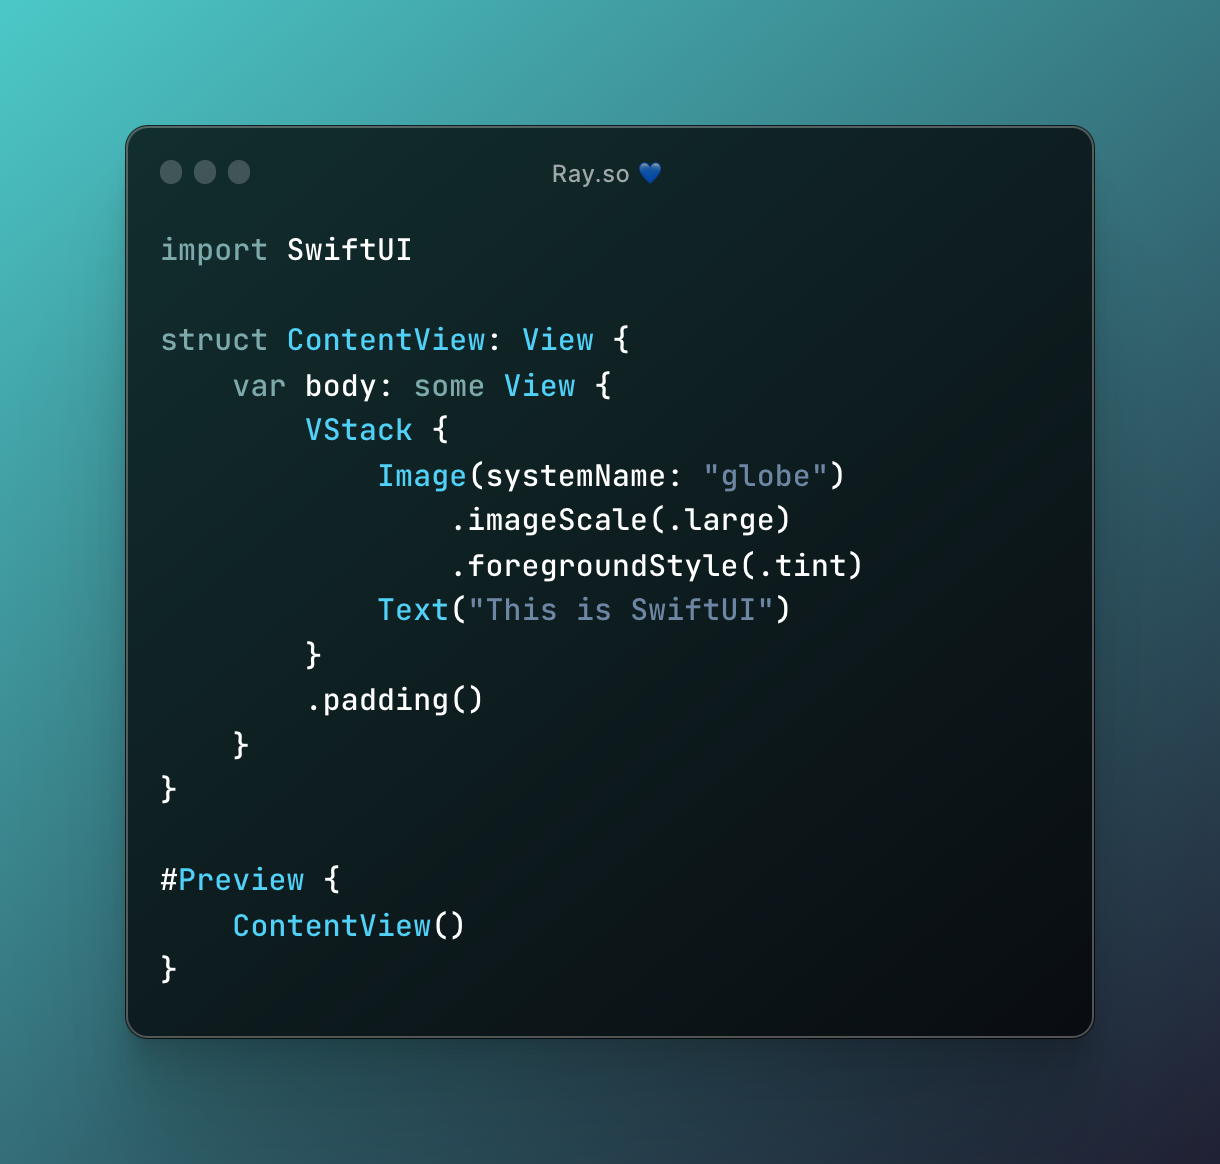 Ray.so 💙
import SwiftUI
struct ContentView: View {
    var body: some View {
        VStack {
            Image(systemName: "globe")
                .imageScale(.large)
                .foregroundStyle(.tint)
            Text("This is SwiftUI")
        }
        .padding()
    }
}
#Preview {
    ContentView()
}